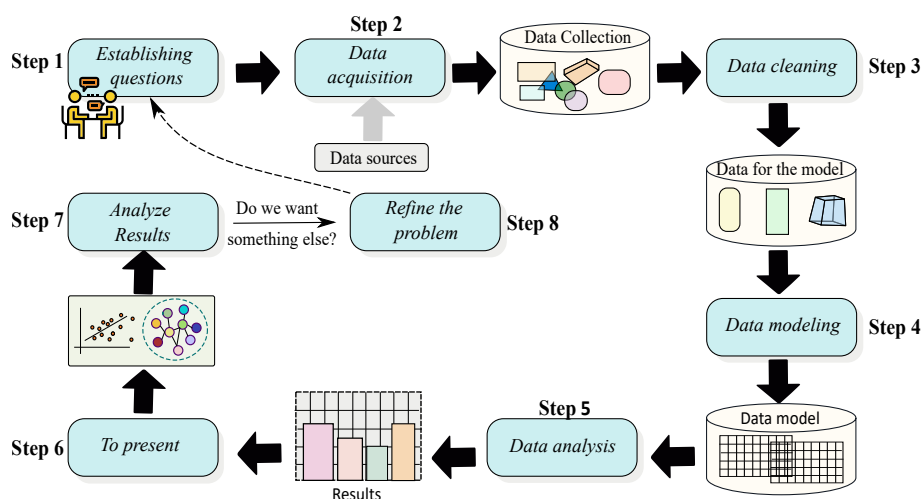 Step 1
Establishing
questions
Step 2
Data
acquisition
Data Collection
Data cleaning
Step 3
Data sources
Data for the model
Step 7
Analyze
Results
Do we want
something else?
Refine the
problem
Step 8
Data modeling
Step 4
Step 6
To present
Results
Step 5
Data analysis
Data model